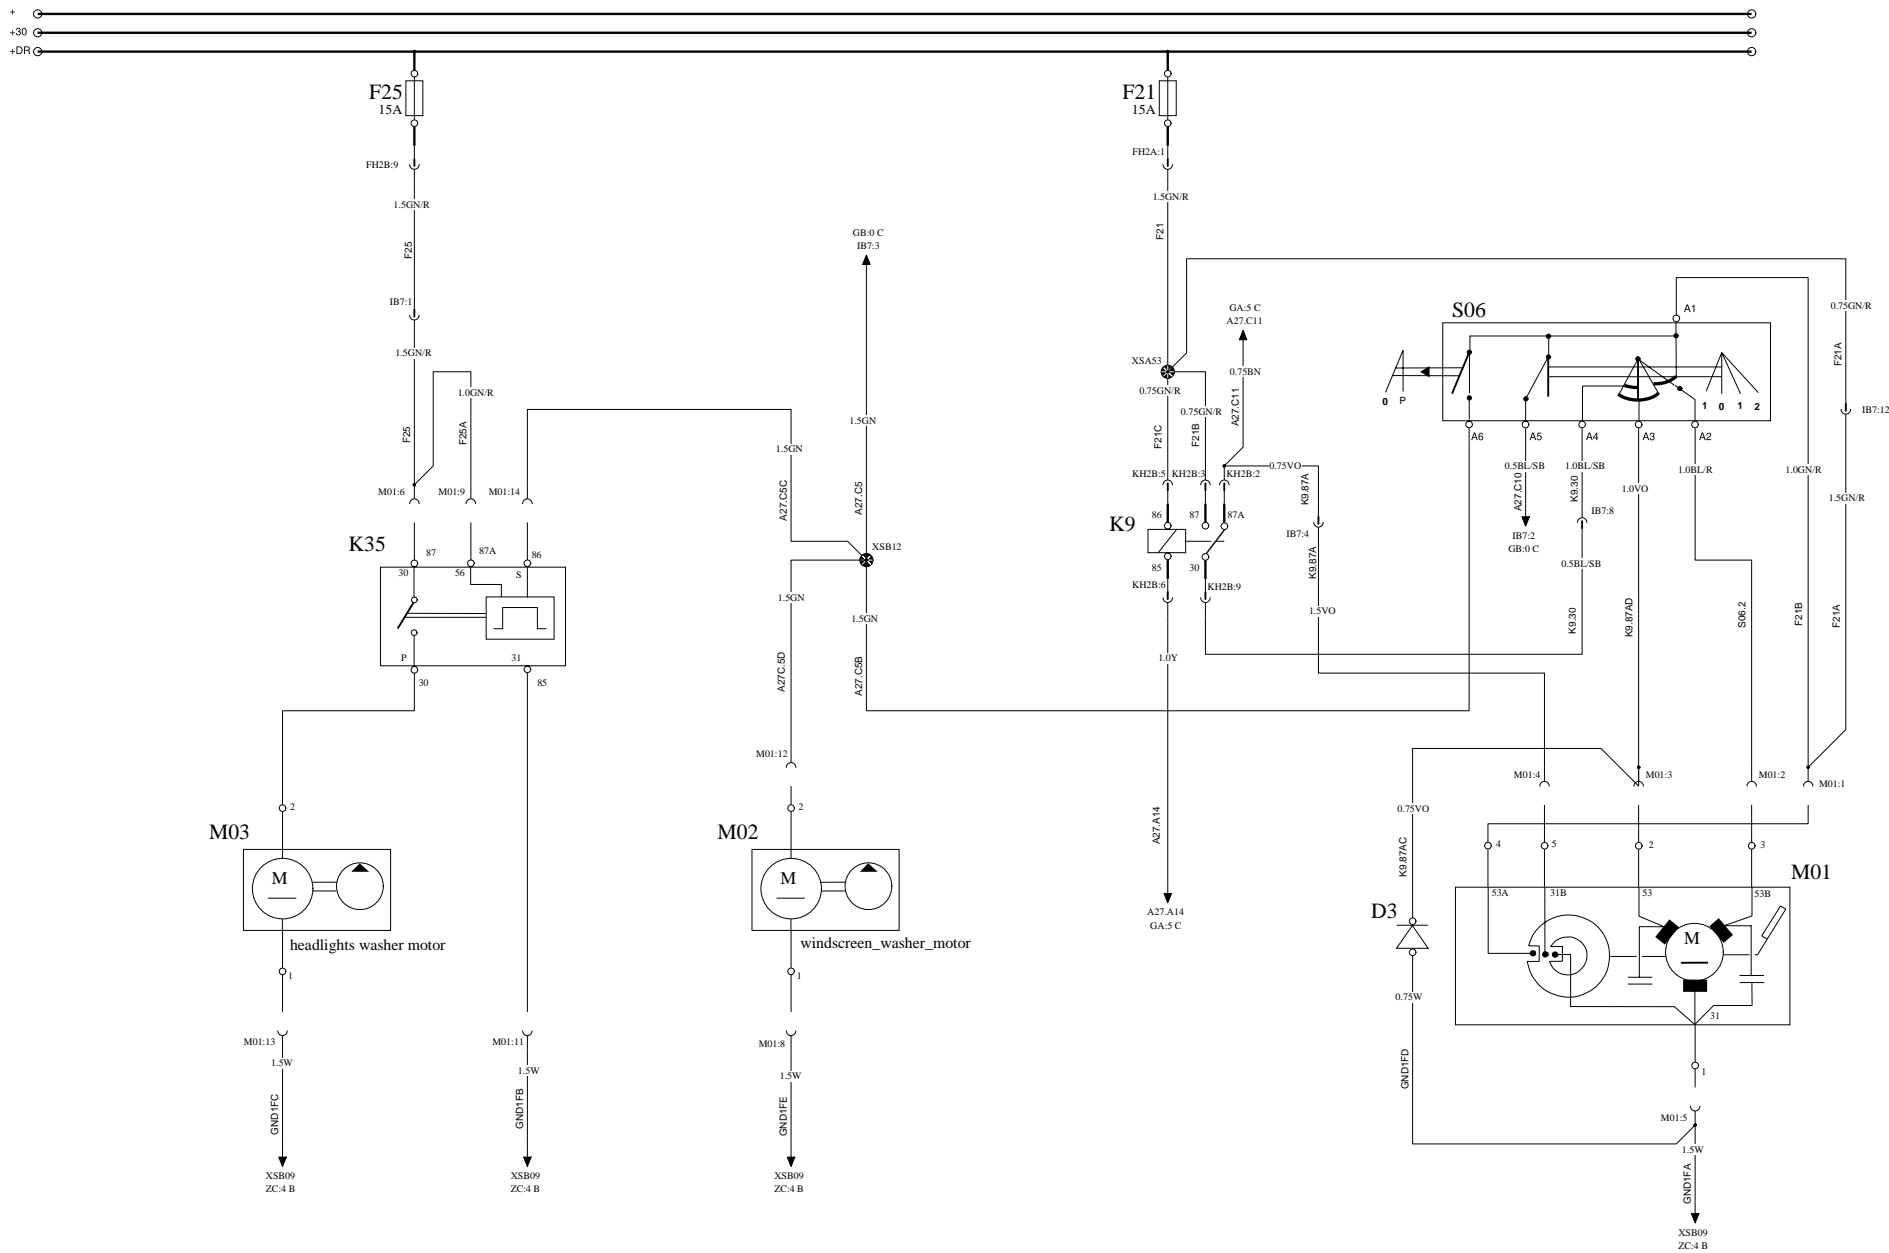 +
+30
+DR
F25
15A
F21
15A
FH2B:9
FH2A:1
1.5GN/R
1.5GN/R
F25
F21
GB:0 C
IB7:3
IB7:1
1.5GN/R
GA:5 C
A27.C11
S06
A1
0.75GN/R
F21A
XSA53
0.75BN
0.75GN/R
0.75GN/R
A27.C11
0 P
1 0 1 2
IB7:12
1.0GN/R
F25
F25A
1.5GN
1.5GN
F21C
F21B
A6
A5
A4
A3
A2
0.5BL/SB
1.0BL/SB
1.0BL/R
1.0GN/R
KH2B:5
KH2B:3
KH2B:2
0.75VO
K9.87A
A27.C10
K9.30
1.0VO
1.5GN/R
M01:6
M01:9
M01:14
A27.C5C
A27.C5
86
87
87A
K9
IB7:8
IB7:4
IB7:2
GB:0 C
K35
87
87A
86
XSB12
30
56
S
85
30
K9.87A
0.5BL/SB
KH2B:6
KH2B:9
1.5GN
1.5GN
1.5VO
K9.30
K9.87AD
S06.2
F21B
F21A
P
31
30
85
A27C.5D
A27.C5B
1.0Y
M01:12
M01:4
M01:3
M01:2
M01:1
2
2
0.75VO
M03
M02
A27.A14
K9.87AC
4
5
2
3
M01
M
M
53A
31B
53
53B
A27.A14
GA:5 C
D3
M
headlights washer motor
windscreen_washer_motor
1
1
0.75W
31
M01:13
M01:11
M01:8
1.5W
1.5W
1.5W
GND1FD
1
GND1FC
GND1FB
GND1FE
M01:5
1.5W
XSB09
ZC:4 B
XSB09
ZC:4 B
XSB09
ZC:4 B
GND1FA
XSB09
ZC:4 B